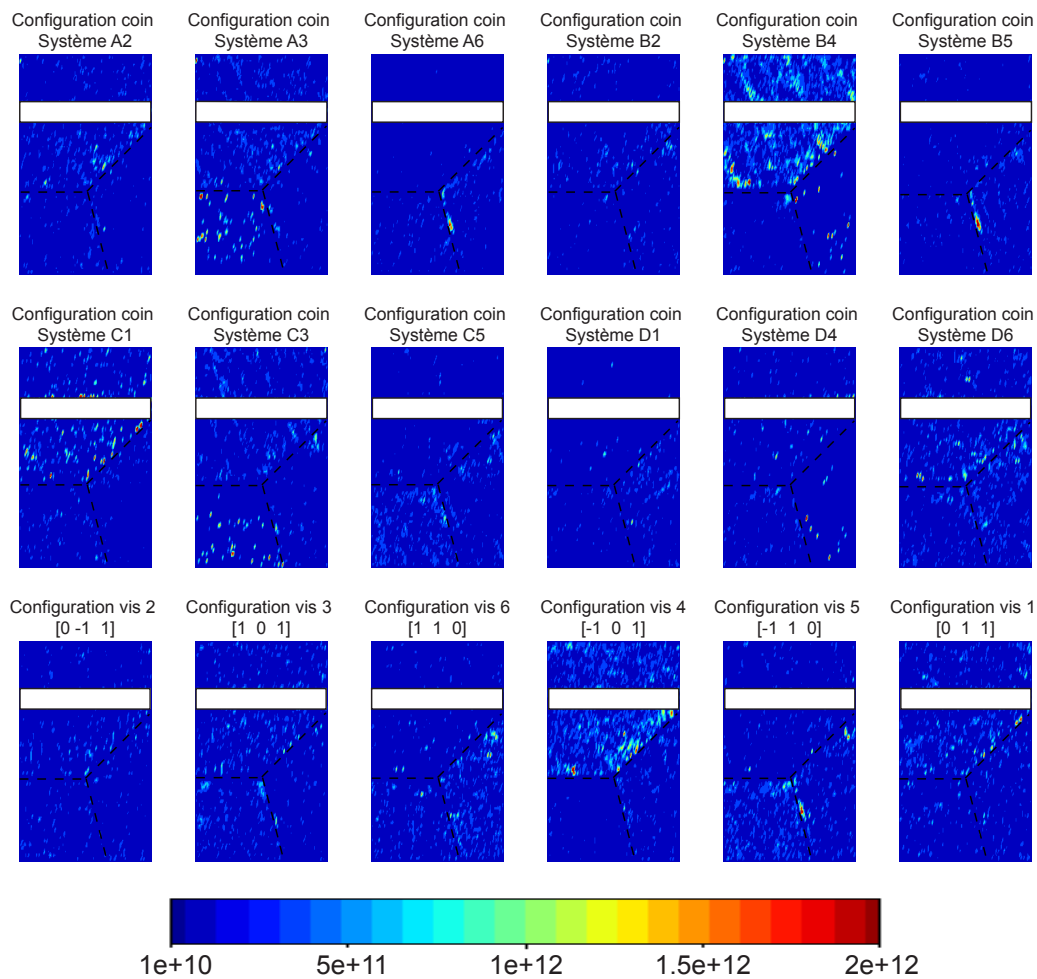 Configuration coin
Système A2
Configuration coin
Système A3
Configuration coin
Système A6
Configuration coin
Système B2
Configuration coin
Système B4
Configuration coin
Système B5
Configuration coin
Système C1
Configuration coin
Système C3
Configuration coin
Système C5
Configuration coin
Système D1
Configuration coin
Système D4
Configuration coin
Système D6
Configuration vis 2
[0 -1 1]
Configuration vis 3
[1 0 1]
Configuration vis 6
[1 1 0]
Configuration vis 4
[-1 0 1]
Configuration vis 5
[-1 1 0]
Configuration vis 1
[0 1 1]
1e+10 5e+11 1e+12 1.5e+12 2e+12